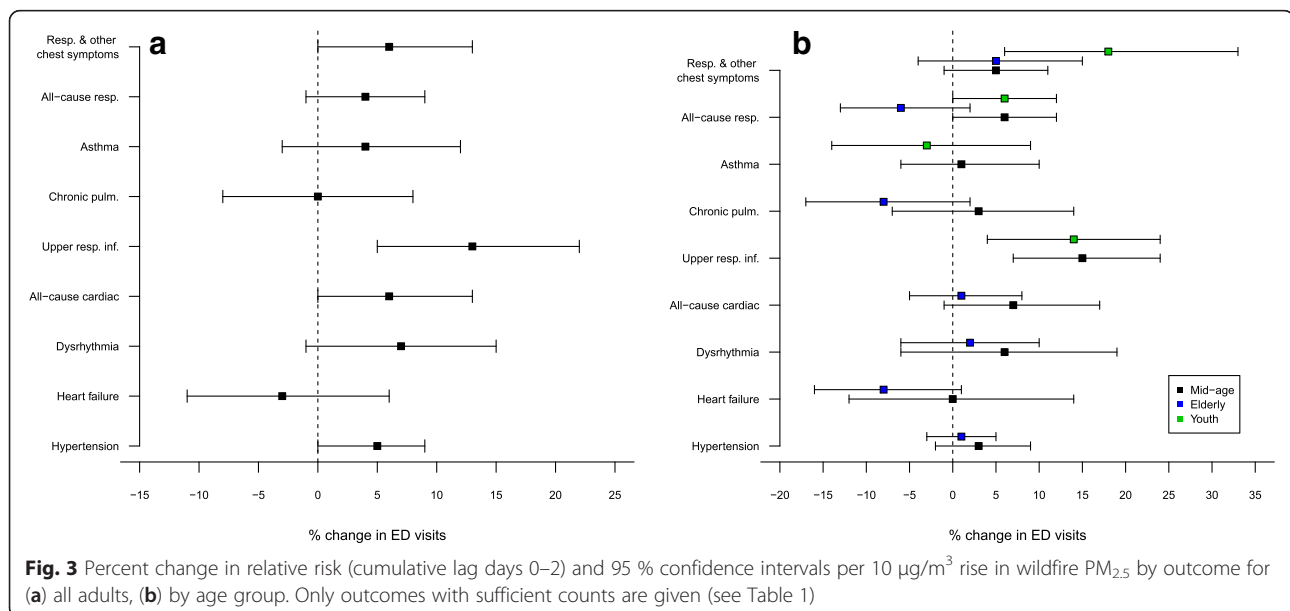 a
Resp. & other
chest symptoms
All−cause resp.
Asthma
Chronic pulm.
Upper resp. inf.
All−cause cardiac
Dysrhythmia
Heart failure
Hypertension
−15 −10 −5 0 5 10 15 20 25
% change in ED visits
b
Resp. & other
chest symptoms
All−cause resp.
Asthma
Chronic pulm.
Upper resp. inf.
All−cause cardiac
Dysrhythmia
Heart failure
Hypertension
Mid−age
Elderly
Youth
−20 −15 −10 −5 0 5 10 15 20 25 30 35
% change in ED visits
Fig. 3 Percent change in relative risk (cumulative lag days 0–2) and 95 % confidence intervals per 10 μg/m³ rise in wildfire PM₂.₅ by outcome for
(a) all adults, (b) by age group. Only outcomes with sufficient counts are given (see Table 1)